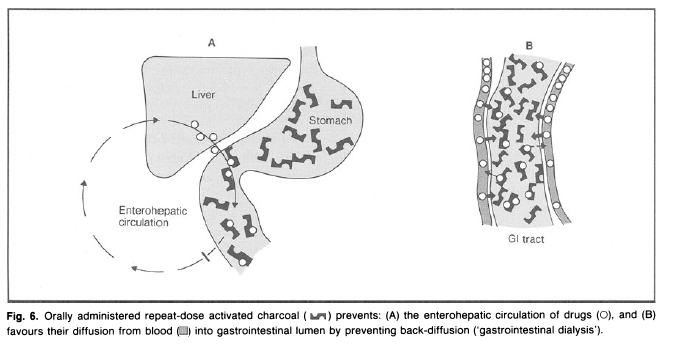 A
B
Liver
Stomach
Enterohepatic
circulation
GI tract
Fig. 6. Orally administered repeat-dose activated charcoal ( ) prevents: (A) the enterohepatic circulation of drugs (○), and (B)
favours their diffusion from blood ( ) into gastrointestinal lumen by preventing back-diffusion (‘gastrointestinal dialysis’).